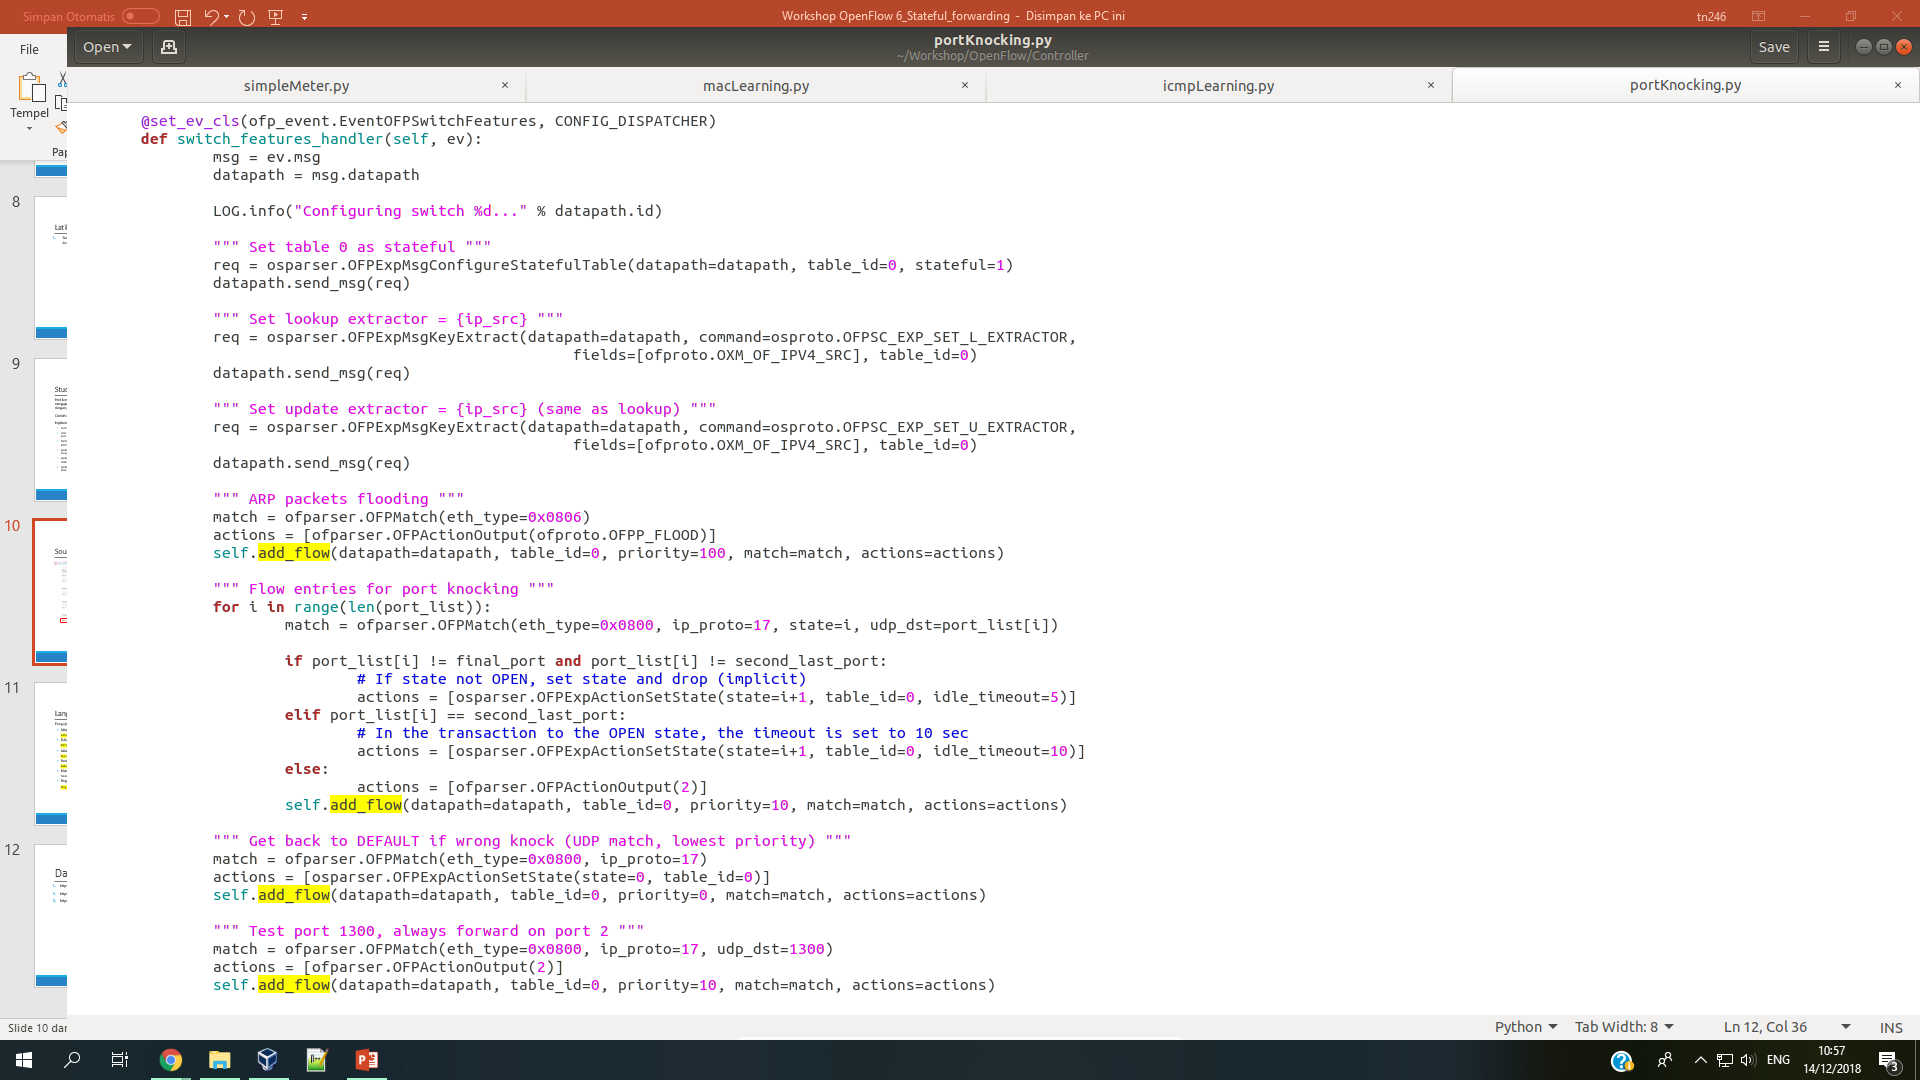 Simpan Otomatis
Workshop OpenFlow 6_Stateful_forwarding - Disimpan ke PC ini
tn246
File
Open
portKnocking.py
~/Workshop/OpenFlow/Controller
Save
Tempel
simpleMeter.py ×
macLearning.py ×
icmpLearning.py ×
portKnocking.py ×
@set_ev_cls(ofp_event.EventOFPSwitchFeatures, CONFIG_DISPATCHER)
def switch_features_handler(self, ev):
msg = ev.msg
datapath = msg.datapath
LOG.info("Configuring switch %d..." % datapath.id)
""" Set table 0 as stateful """
req = osparser.OFPExpMsgConfigureStatefulTable(datapath=datapath, table_id=0, stateful=1)
datapath.send_msg(req)
""" Set lookup extractor = {ip_src} """
req = osparser.OFPExpMsgKeyExtract(datapath=datapath, command=osproto.OFPSC_EXP_SET_L_EXTRACTOR,
fields=[ofproto.OXM_OF_IPV4_SRC], table_id=0)
datapath.send_msg(req)
""" Set update extractor = {ip_src} (same as lookup) """
req = osparser.OFPExpMsgKeyExtract(datapath=datapath, command=osproto.OFPSC_EXP_SET_U_EXTRACTOR,
fields=[ofproto.OXM_OF_IPV4_SRC], table_id=0)
datapath.send_msg(req)
""" ARP packets flooding """
match = ofparser.OFPMatch(eth_type=0x0806)
actions = [ofparser.OFPActionOutput(ofproto.OFPP_FLOOD)]
self.add_flow(datapath=datapath, table_id=0, priority=100, match=match, actions=actions)
""" Flow entries for port knocking """
for i in range(len(port_list)):
match = ofparser.OFPMatch(eth_type=0x0800, ip_proto=17, state=i, udp_dst=port_list[i])
if port_list[i] != final_port and port_list[i] != second_last_port:
# If state not OPEN, set state and drop (implicit)
actions = [osparser.OFPExpActionSetState(state=i+1, table_id=0, idle_timeout=5)]
elif port_list[i] == second_last_port:
# In the transaction to the OPEN state, the timeout is set to 10 sec
actions = [osparser.OFPExpActionSetState(state=i+1, table_id=0, idle_timeout=10)]
else:
actions = [ofparser.OFPActionOutput(2)]
self.add_flow(datapath=datapath, table_id=0, priority=10, match=match, actions=actions)
""" Get back to DEFAULT if wrong knock (UDP match, lowest priority) """
match = ofparser.OFPMatch(eth_type=0x0800, ip_proto=17)
actions = [osparser.OFPExpActionSetState(state=0, table_id=0)]
self.add_flow(datapath=datapath, table_id=0, priority=0, match=match, actions=actions)
""" Test port 1300, always forward on port 2 """
match = ofparser.OFPMatch(eth_type=0x0800, ip_proto=17, udp_dst=1300)
actions = [ofparser.OFPActionOutput(2)]
self.add_flow(datapath=datapath, table_id=0, priority=10, match=match, actions=actions)
8
9
10
11
12
Slide 10 dar
Python
Tab Width: 8
Ln 12, Col 36
INS
ENG
10:57
14/12/2018
3